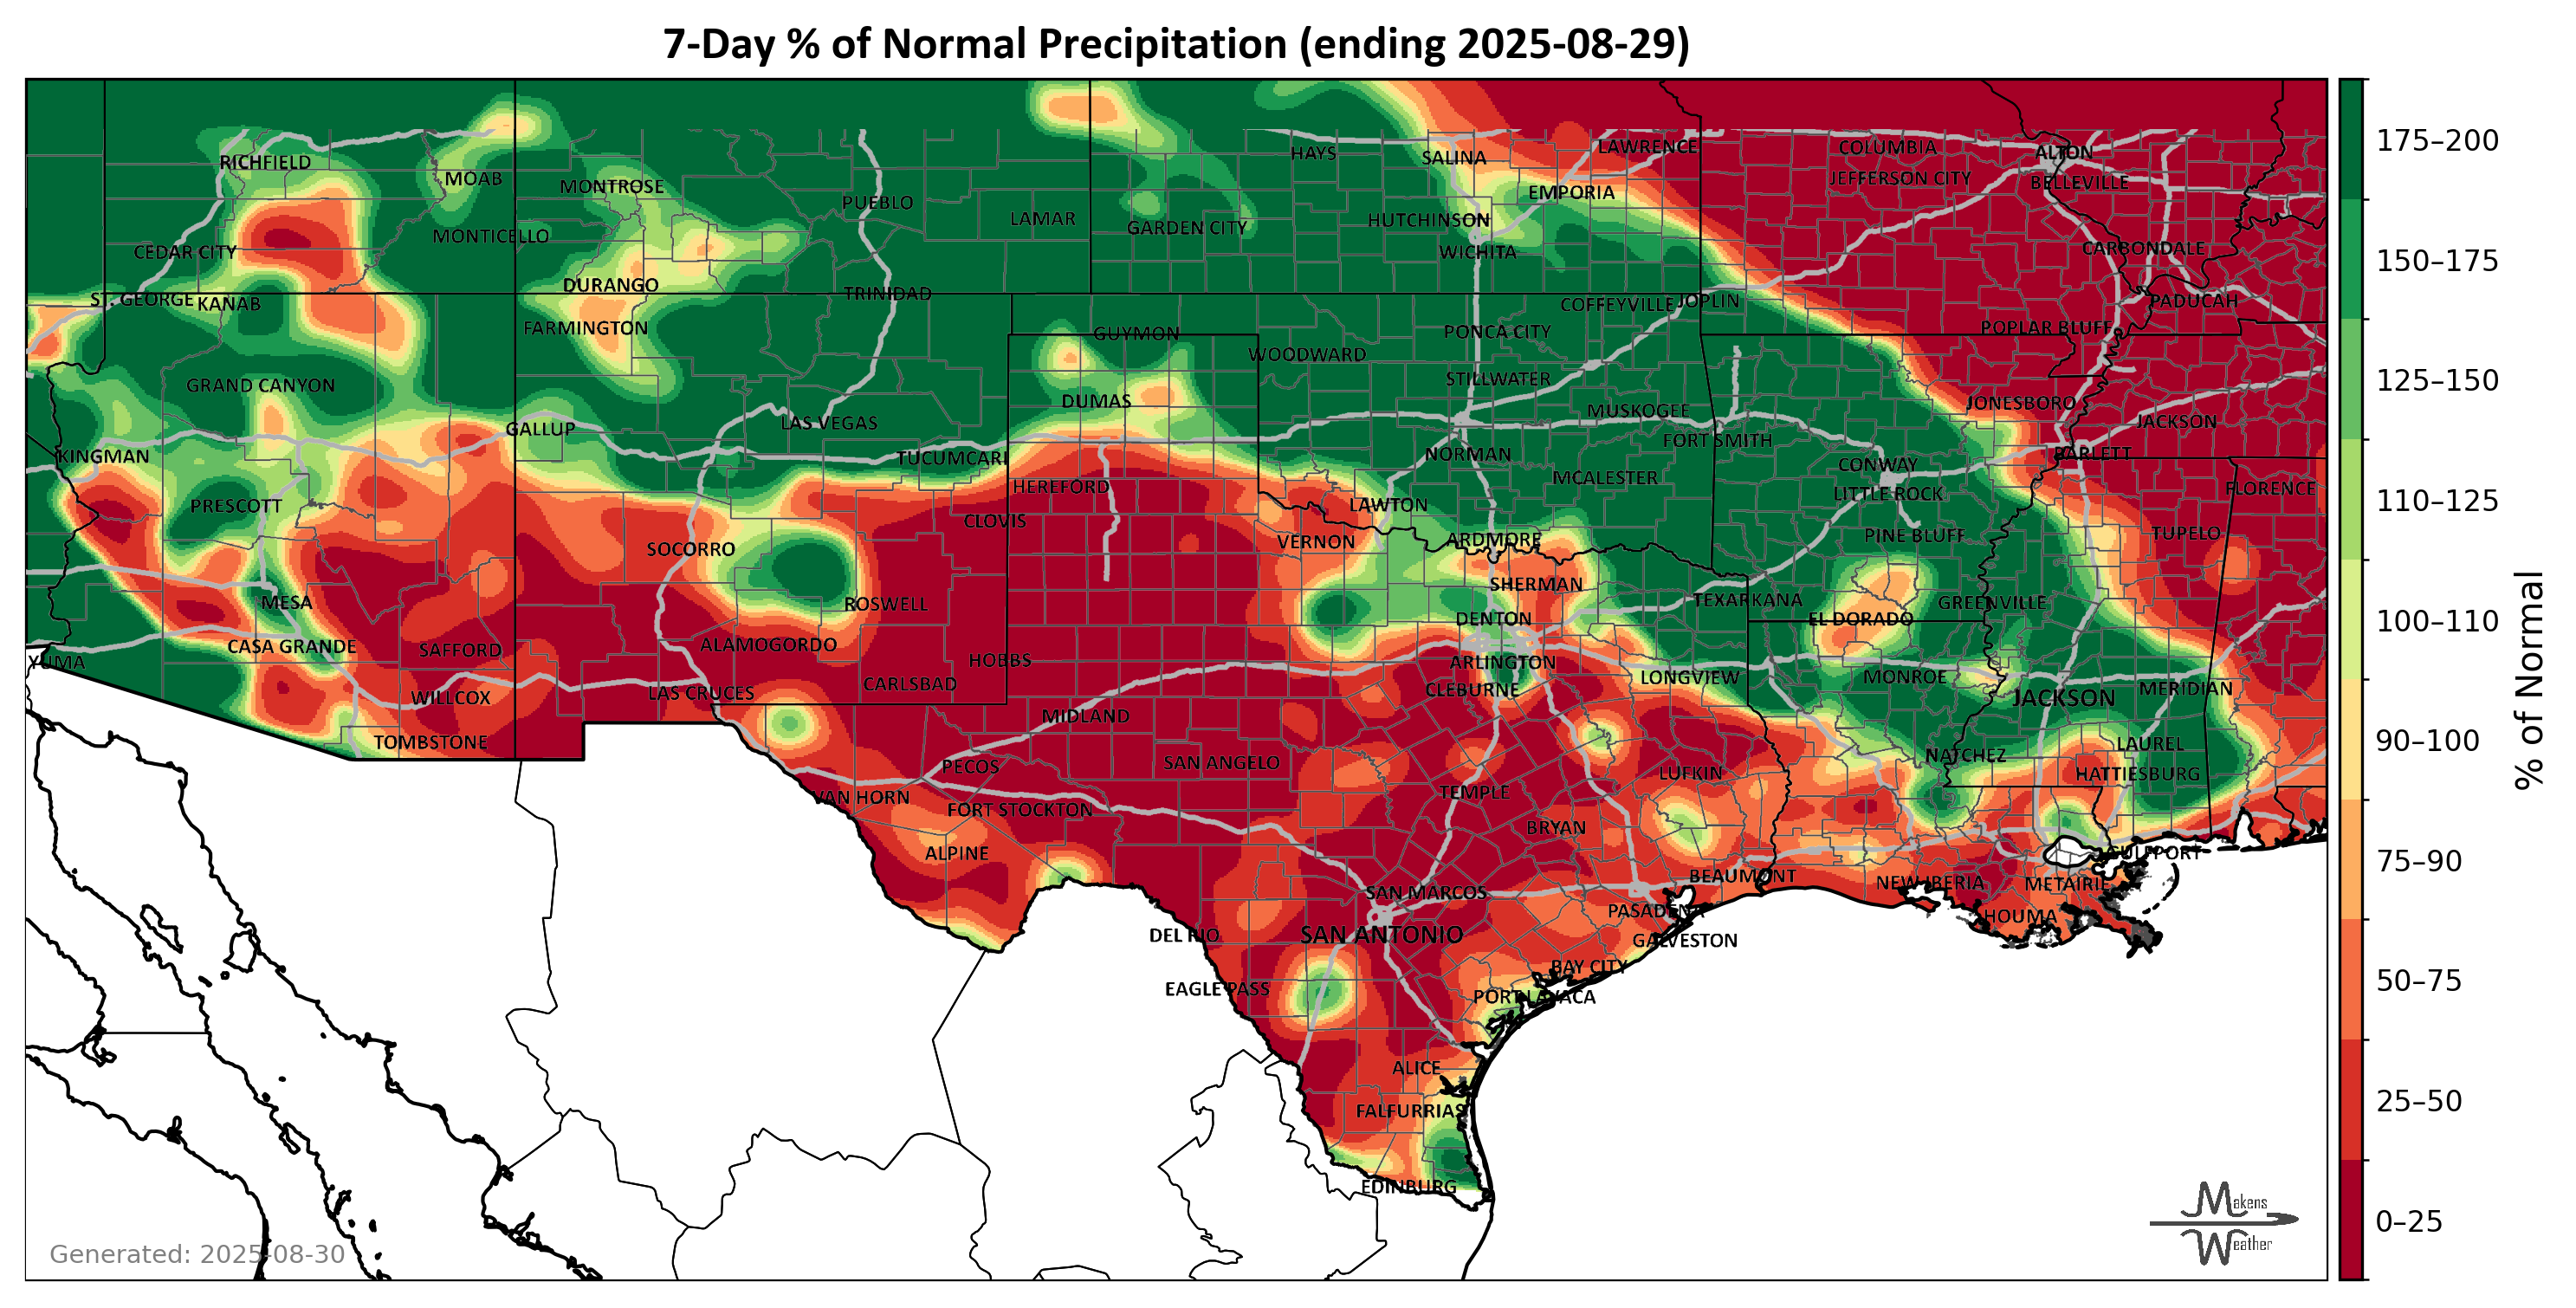 7-Day % of Normal Precipitation (ending 2025-08-29)
RICHFIELD
MOAB
MONTROSE
PUEBLO
LAMAR
HAYS
SALINA
LAWRENCE
COLUMBIA
ALTON
JEFFERSON CITY
BELLEVILLE
EMPORIA
GARDEN CITY
HUTCHINSON
WICHITA
CEDAR CITY
MONTICELLO
CARBONDALE
DURANGO
TRINIDAD
ST. GEORGE
KANAB
COFFEYVILLE
JOPLIN
PADUCAH
FARMINGTON
GUYMON
PONCA CITY
POPLAR BLUFF
WOODWARD
GRAND CANYON
STILLWATER
DUMAS
JONESBORO
MUSKOGEE
LAS VEGAS
JACKSON
GALLUP
FORT SMITH
KINGMAN
TUCUMCARI
NORMAN
BARLETT
CONWAY
MCALESTER
HEREFORD
LITTLE ROCK
FLORENCE
PRESCOTT
LAWTON
CLOVIS
PINE BLUFF
TUPELO
SOCORRO
VERNON
ARDMORE
SHERMAN
MESA
ROSWELL
TEXARKANA
GREENVILLE
DENTON
EL DORADO
CASA GRANDE
SAFFORD
ALAMOGORDO
YUMA
HOBBS
ARLINGTON
LONGVIEW
MONROE
CARLSBAD
CLEBURNE
MERIDIAN
WILLCOX
LAS CRUCES
JACKSON
MIDLAND
TOMBSTONE
LAUREL
NATCHEZ
PECOS
SAN ANGELO
LUFKIN
HATTIESBURG
VAN HORN
FORT STOCKTON
TEMPLE
BRYAN
ALPINE
GULFPORT
BEAUMONT
NEW IBERIA
METAIRIE
SAN MARCOS
PASADENA
HOUMA
DEL RIO
SAN ANTONIO
GALVESTON
BAY CITY
EAGLE PASS
PORT LAVACA
ALICE
FALFURRIAS
EDINBURG
Generated: 2025-08-30
Makens
Weather
175–200
150–175
125–150
110–125
100–110
90–100
75–90
50–75
25–50
0–25
% of Normal